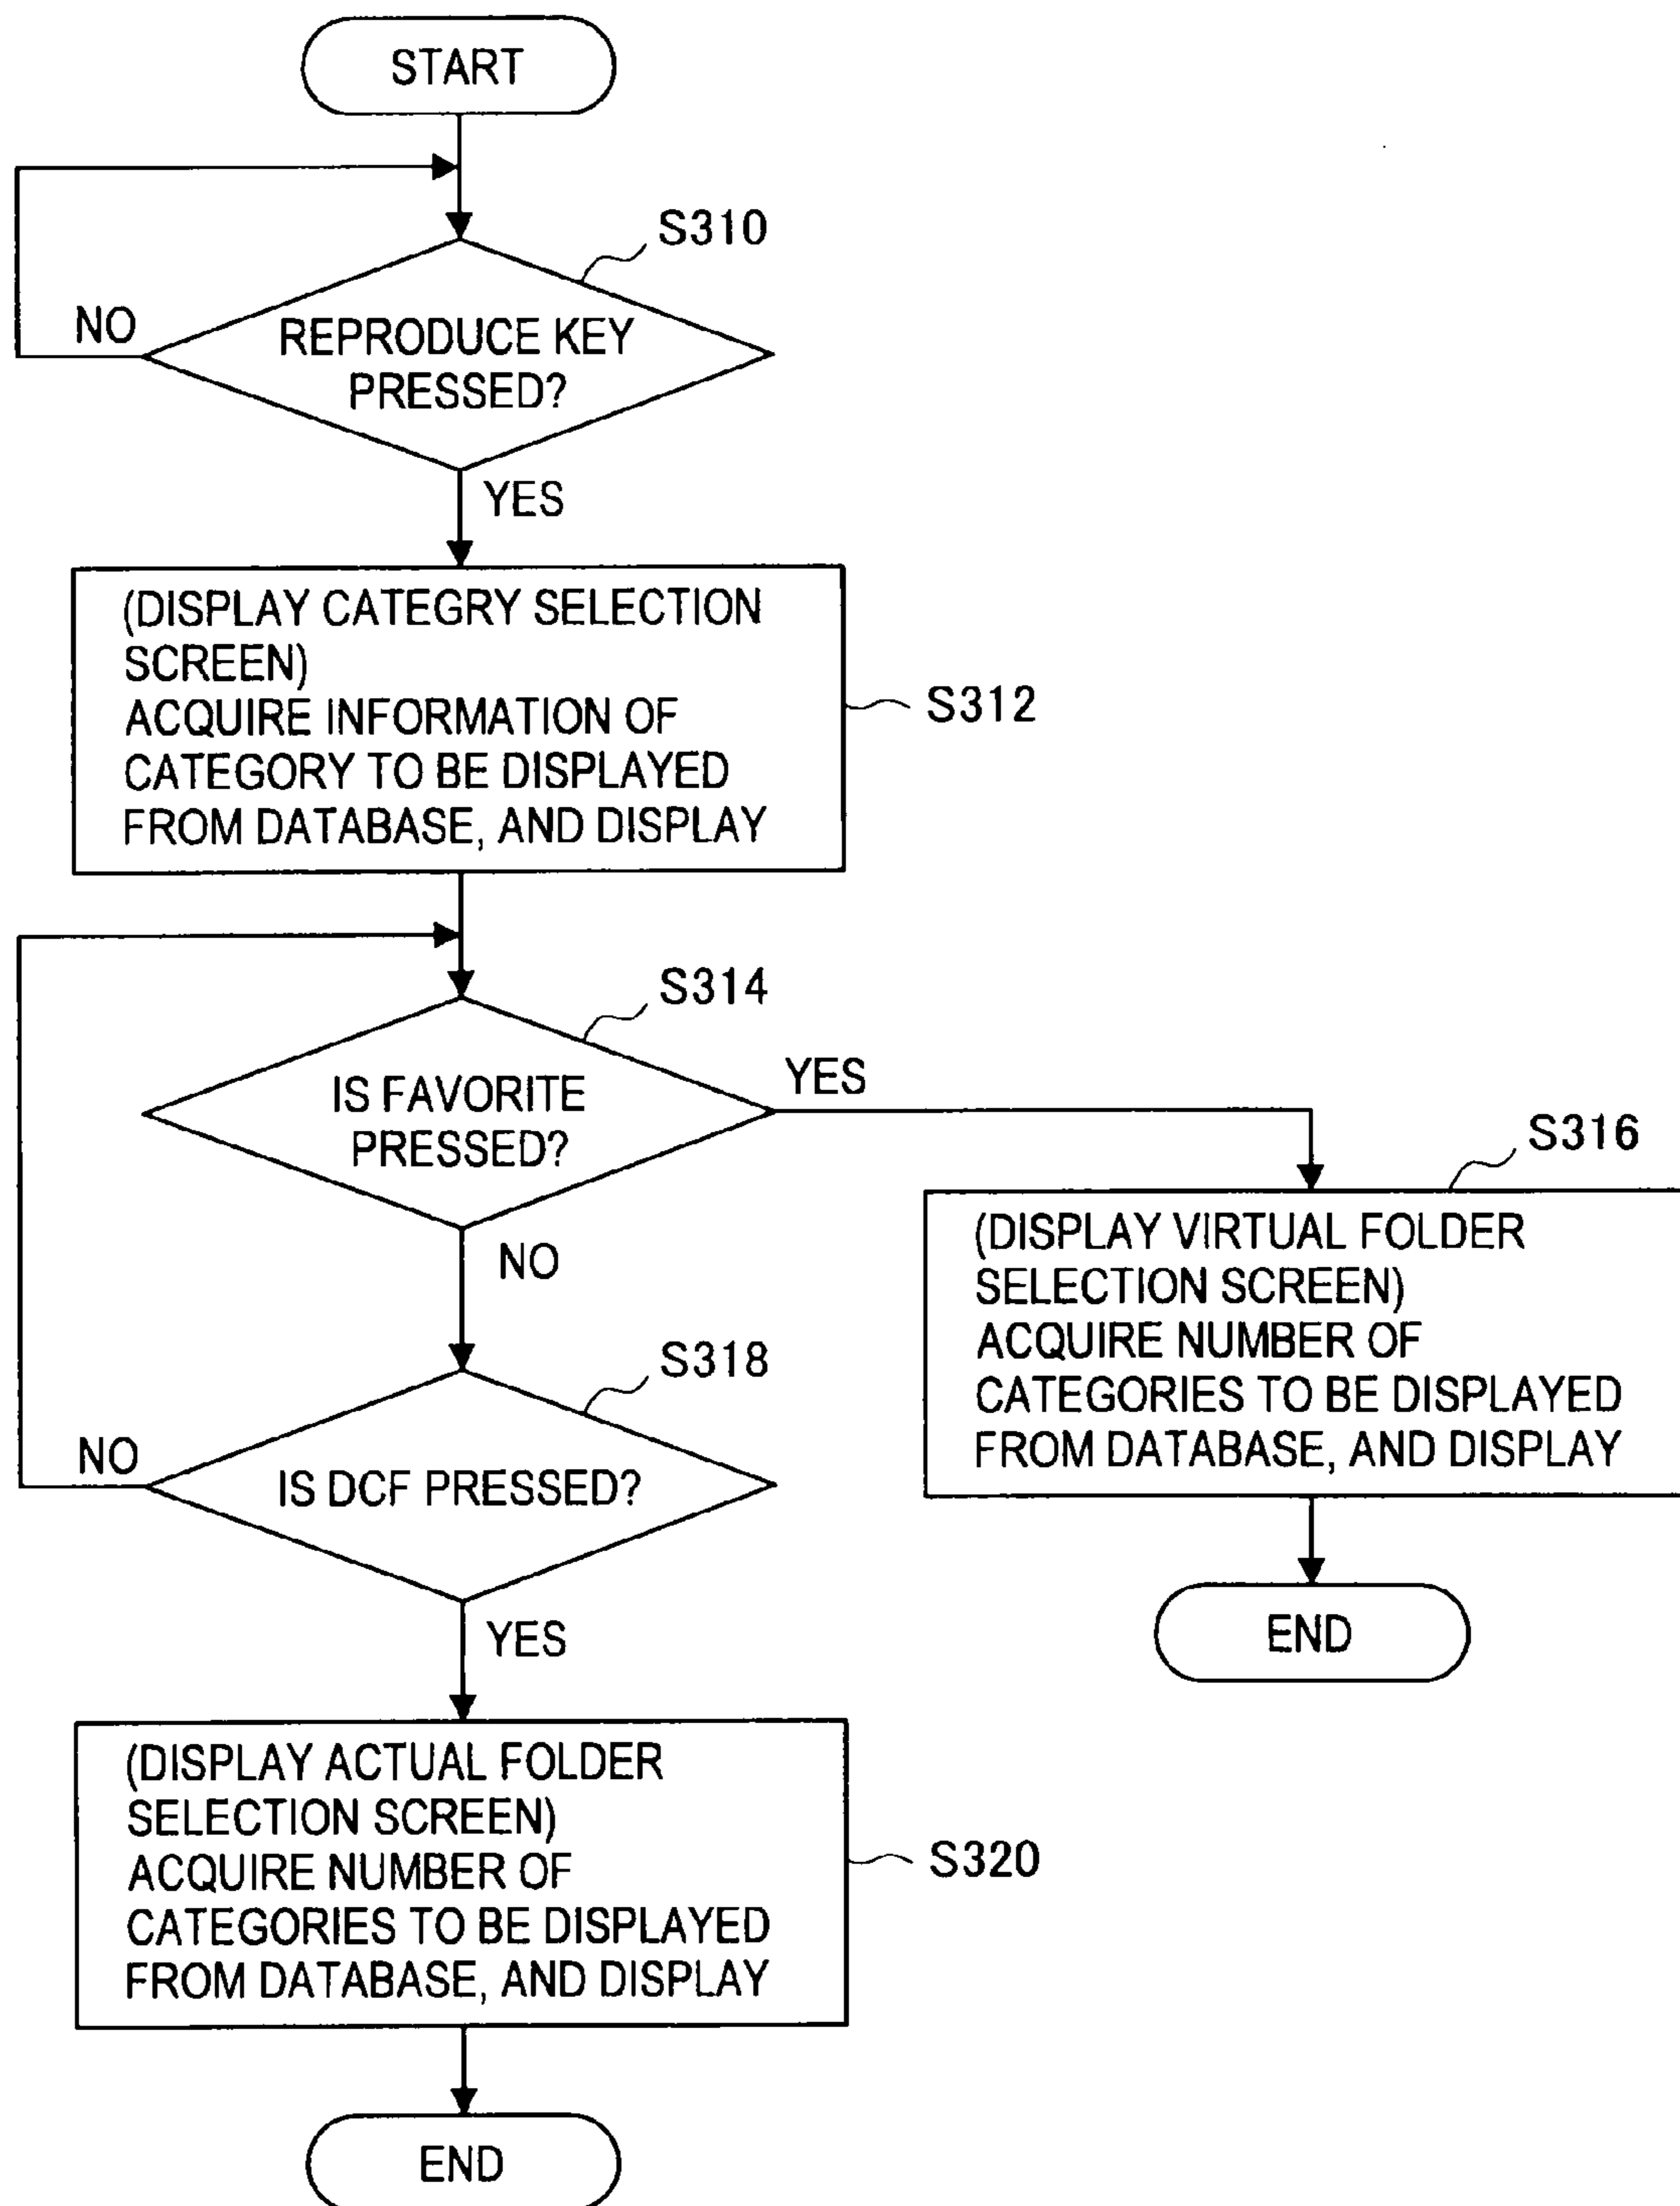 START
S310
NO
REPRODUCE KEY
PRESSED?
YES
(DISPLAY CATEGRY SELECTION
SCREEN)
ACQUIRE INFORMATION OF
CATEGORY TO BE DISPLAYED
FROM DATABASE, AND DISPLAY
S312
S314
IS FAVORITE
PRESSED?
YES
NO
S316
(DISPLAY VIRTUAL FOLDER
SELECTION SCREEN)
ACQUIRE NUMBER OF
CATEGORIES TO BE DISPLAYED
FROM DATABASE, AND DISPLAY
END
S318
NO
IS DCF PRESSED?
YES
(DISPLAY ACTUAL FOLDER
SELECTION SCREEN)
ACQUIRE NUMBER OF
CATEGORIES TO BE DISPLAYED
FROM DATABASE, AND DISPLAY
S320
END